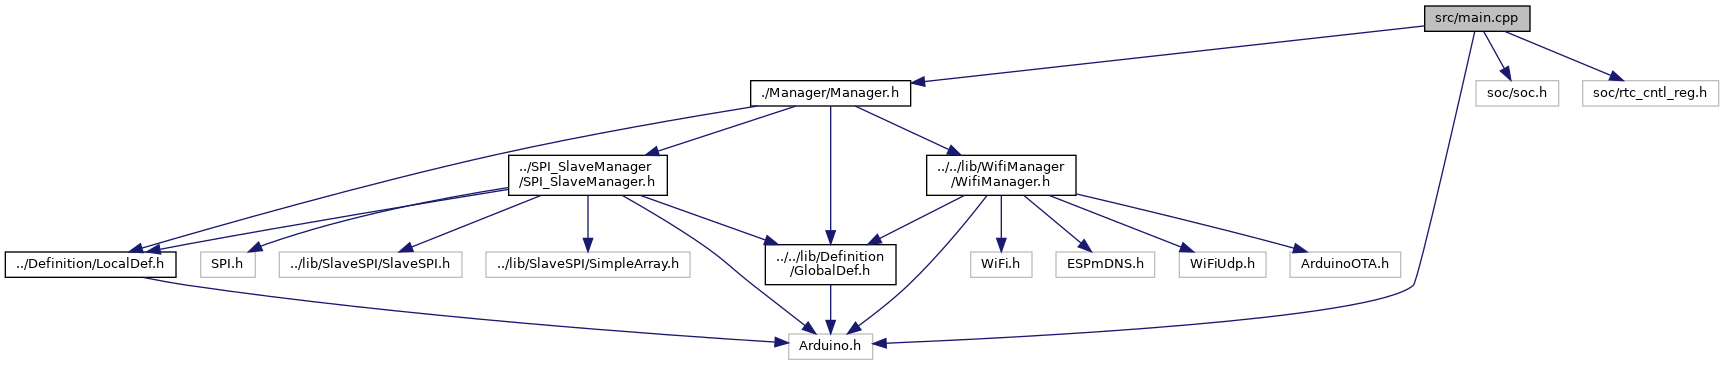 src/main.cpp
./Manager/Manager.h
soc/soc.h
soc/rtc_cntl_reg.h
../SPI_SlaveManager
/SPI_SlaveManager.h
../../lib/WifiManager
/WifiManager.h
../Definition/LocalDef.h
SPI.h
../lib/SlaveSPI/SlaveSPI.h
../lib/SlaveSPI/SimpleArray.h
../../lib/Definition
/GlobalDef.h
WiFi.h
ESPmDNS.h
WiFiUdp.h
ArduinoOTA.h
Arduino.h